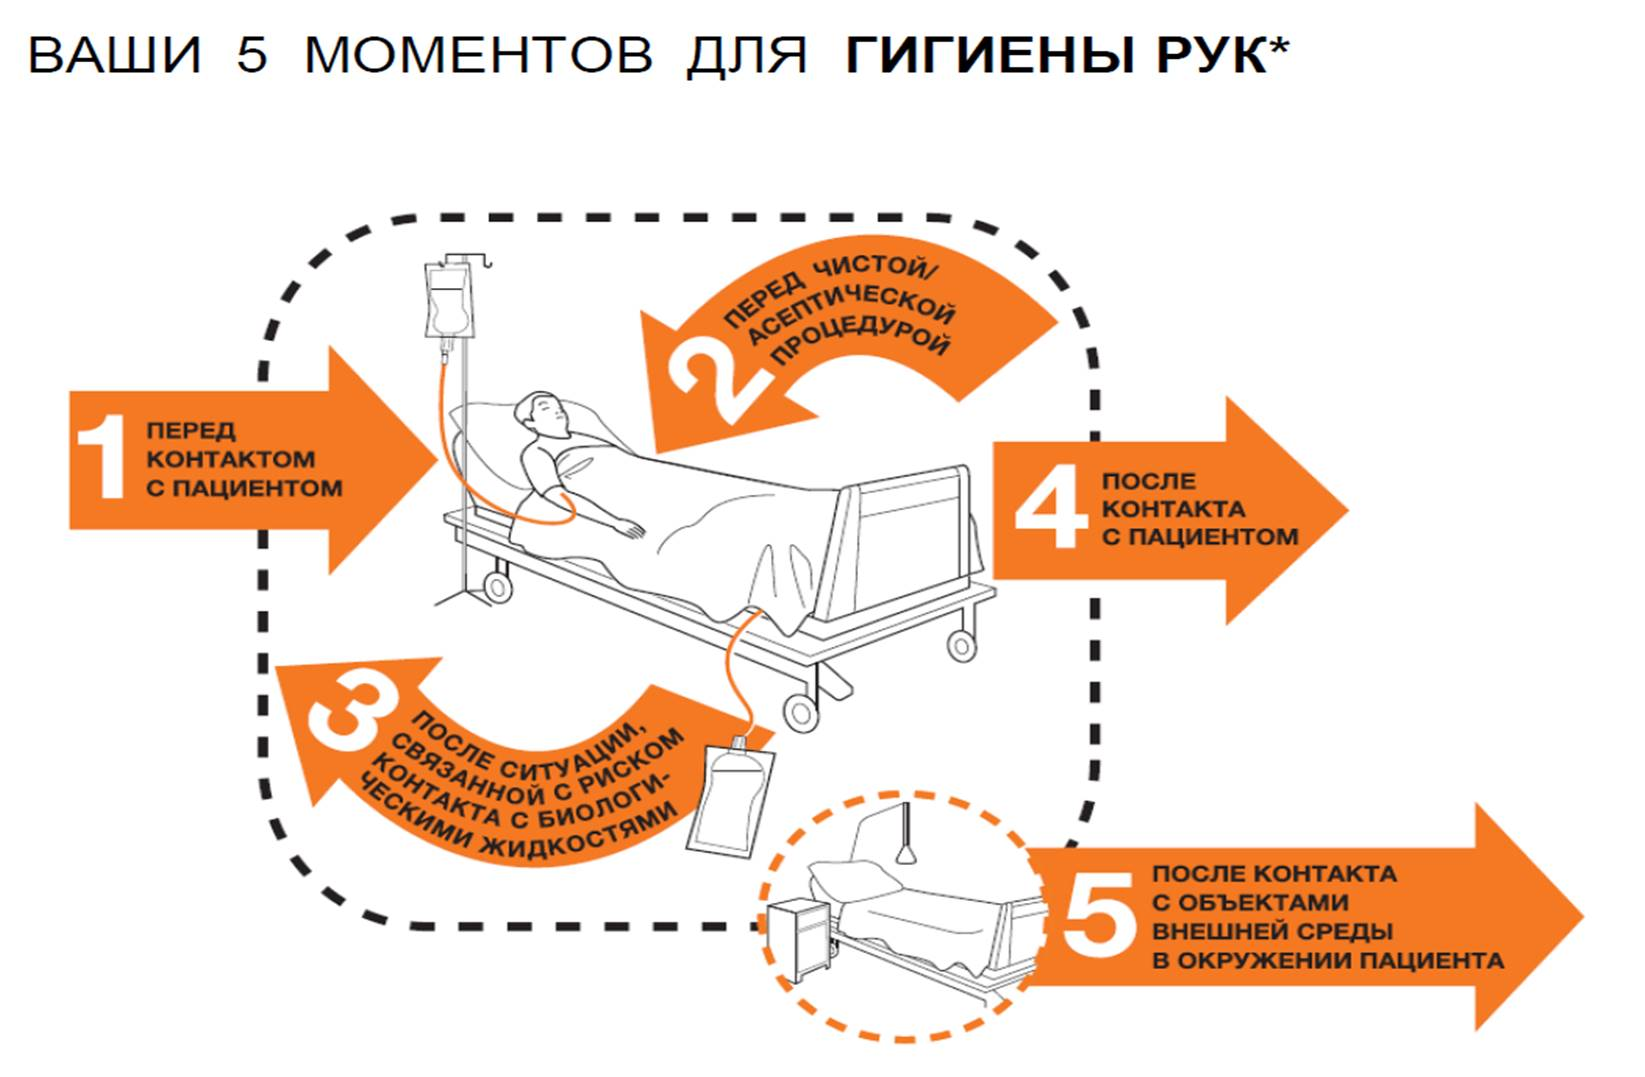 ВАШИ 5 МОМЕНТОВ ДЛЯ ГИГИЕНЫ РУК*
1
ПЕРЕД
КОНТАКТОМ
С ПАЦИЕНТОМ
2
ПЕРЕД ЧИСТОЙ/
АСЕПТИЧЕСКОЙ
ПРОЦЕДУРОЙ
3
ПОСЛЕ СИТУАЦИИ,
СВЯЗАННОЙ С РИСКОМ
КОНТАКТА С БИОЛОГИ-
ЧЕСКИМИ ЖИДКОСТЯМИ
4
ПОСЛЕ
КОНТАКТА
С ПАЦИЕНТОМ
5
ПОСЛЕ КОНТАКТА
С ОБЪЕКТАМИ
ВНЕШНЕЙ СРЕДЫ
В ОКРУЖЕНИИ ПАЦИЕНТА